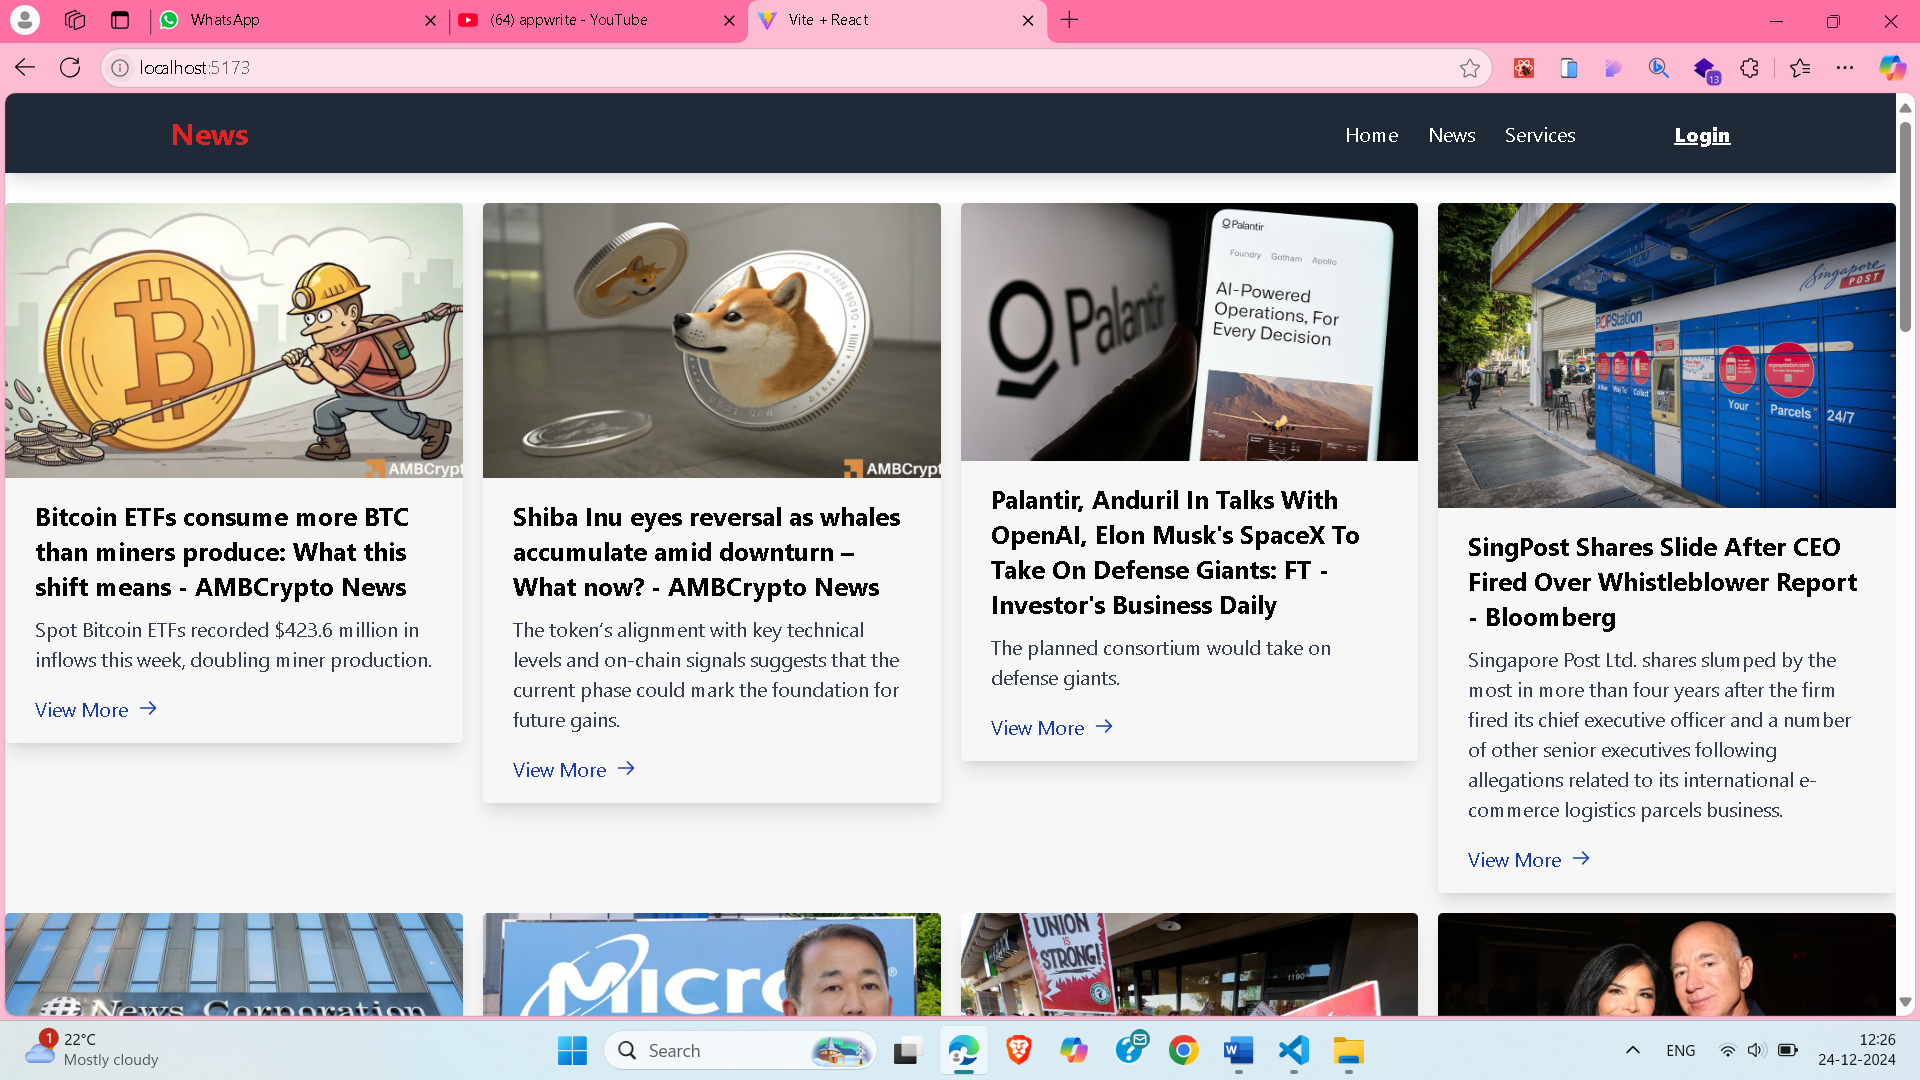 WhatsApp
(64) appwrite - YouTube
Vite + React
localhost:5173
13
News
Home
News
Services
Login
AMBCrypt
AMBCrypt
Palantir
Palantir
Foundry Gotham Apollo
AI-Powered
Operations, For
Every Decision
Singapore
POST
POPStation
Your
Parcels
24/7
Bitcoin ETFs consume more BTC
than miners produce: What this
shift means - AMBCrypto News
Spot Bitcoin ETFs recorded $423.6 million in
inflows this week, doubling miner production.
View More
Shiba Inu eyes reversal as whales
accumulate amid downturn –
What now? - AMBCrypto News
The token’s alignment with key technical
levels and on-chain signals suggests that the
current phase could mark the foundation for
future gains.
View More
Palantir, Anduril In Talks With
OpenAI, Elon Musk's SpaceX To
Take On Defense Giants: FT -
Investor's Business Daily
The planned consortium would take on
defense giants.
View More
SingPost Shares Slide After CEO
Fired Over Whistleblower Report
- Bloomberg
Singapore Post Ltd. shares slumped by the
most in more than four years after the firm
fired its chief executive officer and a number
of other senior executives following
allegations related to its international e-
commerce logistics parcels business.
View More
News Corporation
Micro
UNION
is
STRONG!
1190
1
22°C
Mostly cloudy
Search
ENG
12:26
24-12-2024